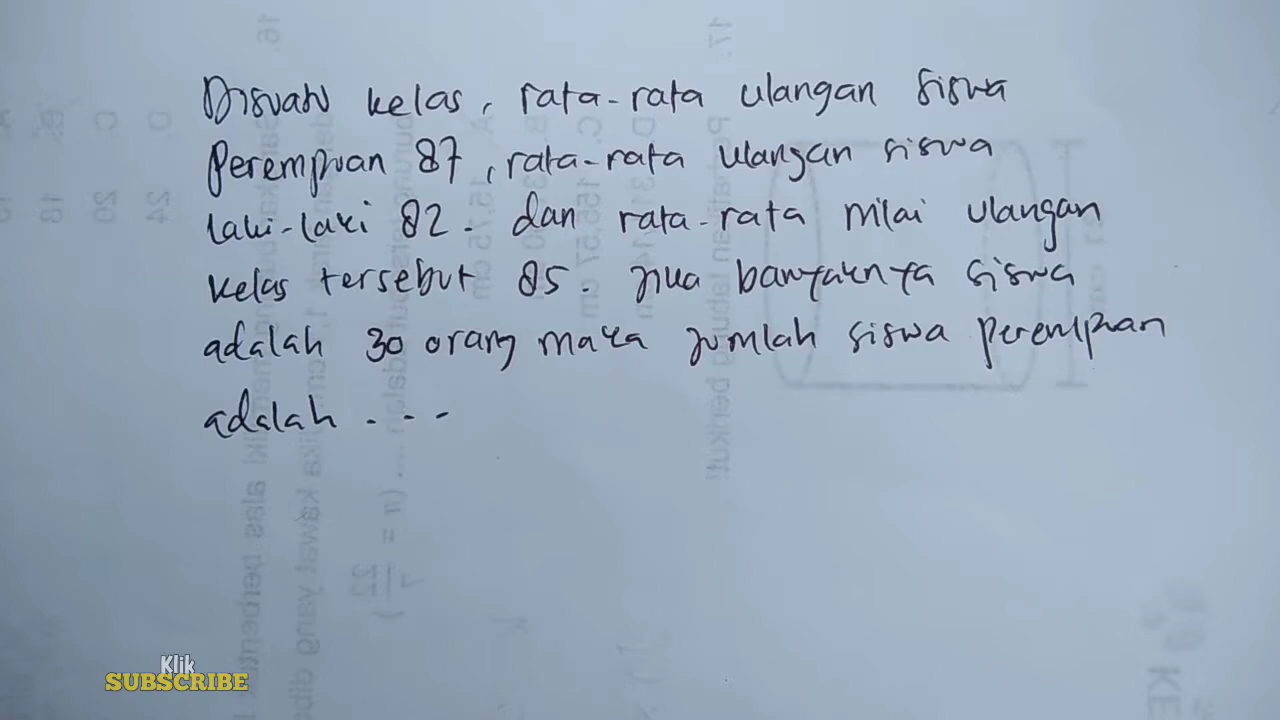 Disuatu kelas, rata-rata ulangan siswa
Perempuan 87, rata-rata ulangan siswa
laki-laki 82. dan rata-rata nilai ulangan
kelas tersebut 85. jika banyaknya siswa
adalah 30 orang maka jumlah siswa perempuan
adalah . - -
Klik
SUBSCRIBE